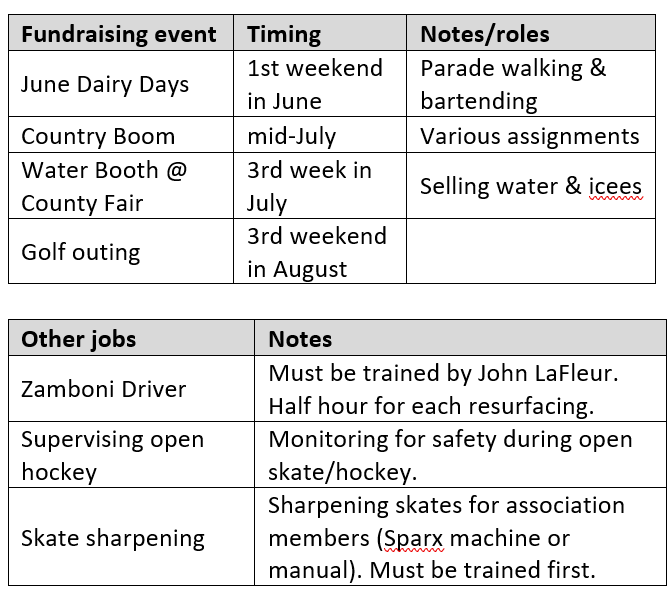 Fundraising event Timing Notes/roles
June Dairy Days
1st weekend
in June
Parade walking &
bartending
Country Boom mid-July Various assignments
Water Booth @
County Fair
3rd week in
July
Selling water & icees
Golf outing
3rd weekend
in August
Other jobs Notes
Zamboni Driver
Must be trained by John LaFleur.
Half hour for each resurfacing.
Supervising open
hockey
Monitoring for safety during open
skate/hockey.
Skate sharpening
Sharpening skates for association
members (Sparx machine or
manual). Must be trained first.